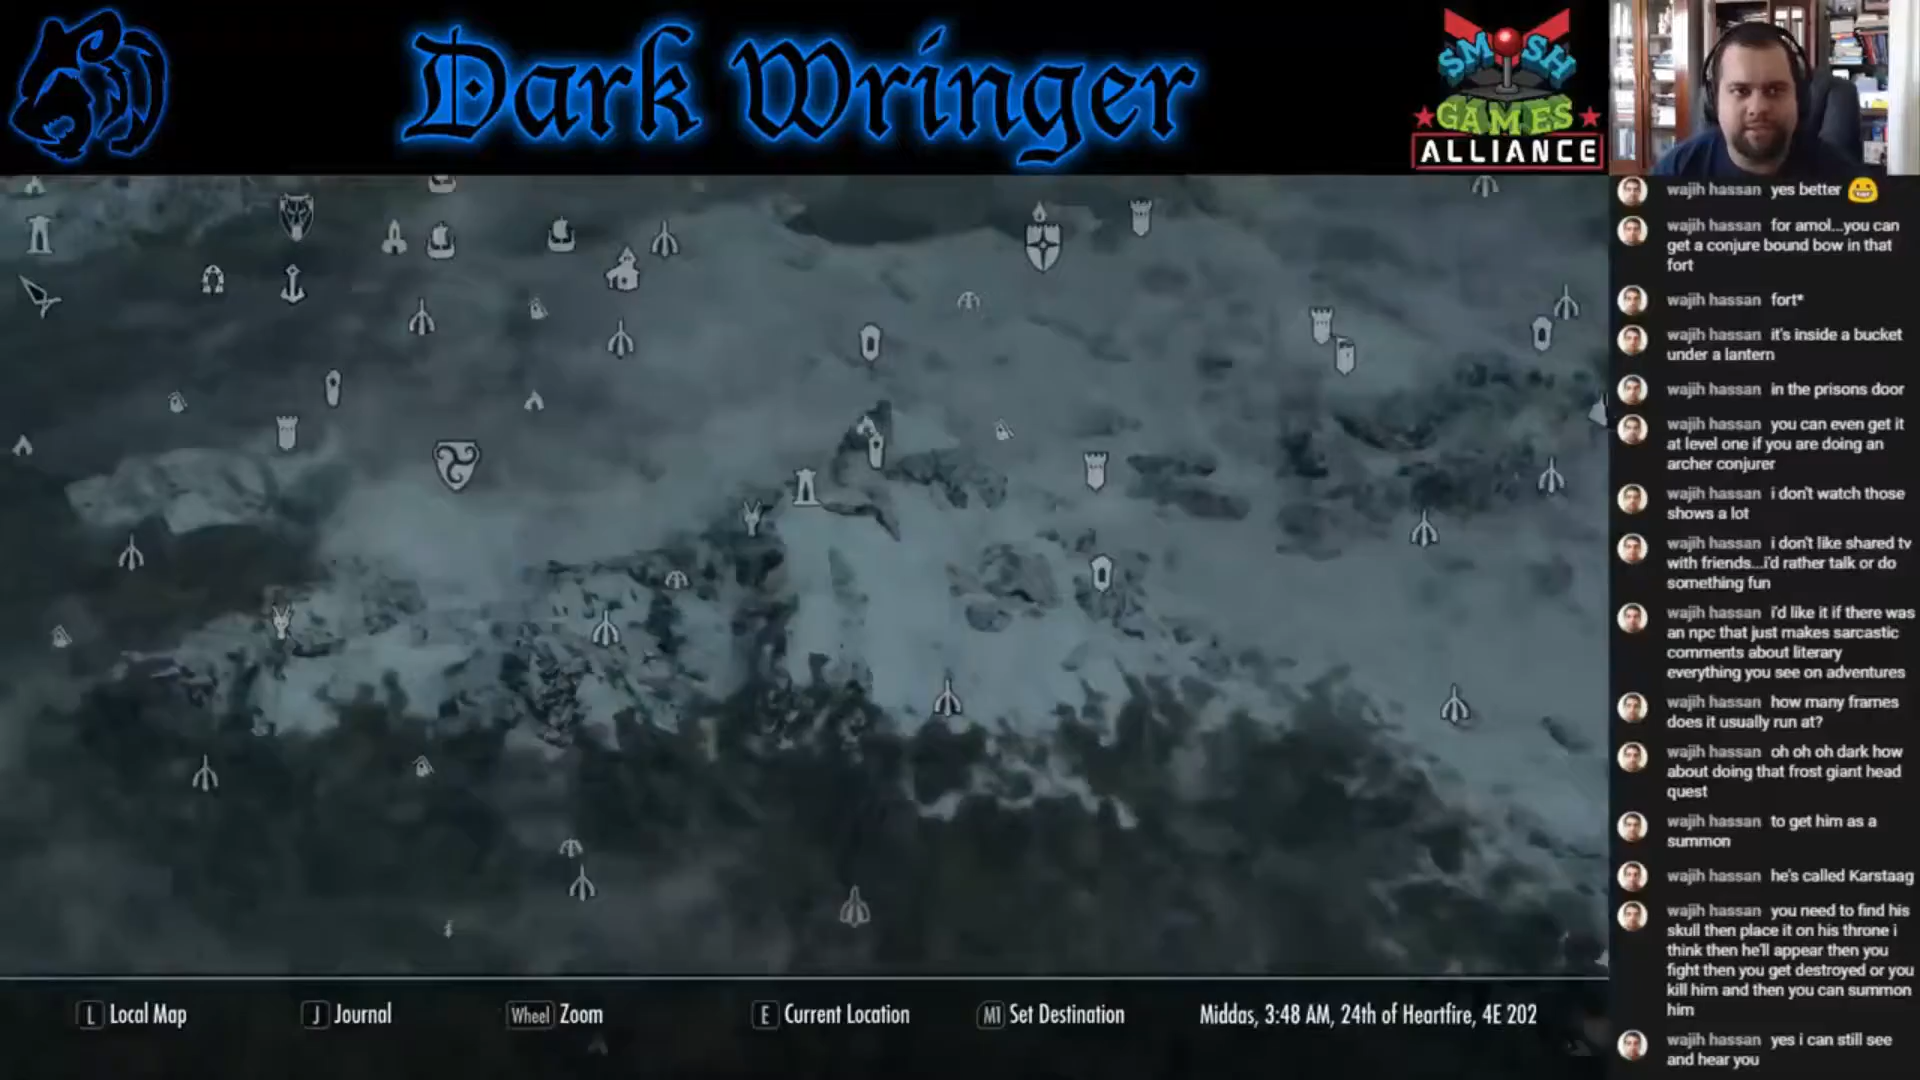 Dark Wringer
SMASH
GAMES
ALLIANCE
wajih hassan yes better
wajih hassan for amol...you can
get a conjure bound bow in that
fort
wajih hassan fort*
wajih hassan it's inside a bucket
under a lantern
wajih hassan in the prisons door
wajih hassan you can even get it
at level one if you are doing an
archer conjurer
wajih hassan i don't watch those
shows a lot
wajih hassan i don't like shared tv
with friends...i'd rather talk or do
something fun
wajih hassan i'd like it if there was
an npc that just makes sarcastic
comments about literary
everything you see on adventures
wajih hassan how many frames
does it usually run at?
wajih hassan oh oh oh dark how
about doing that frost giant head
quest
wajih hassan to get him as a
summon
wajih hassan he's called Karstaag
wajih hassan you need to find his
skull then place it on his throne i
think then he'll appear then you
fight then you get destroyed or you
kill him and then you can summon
him
wajih hassan yes i can still see
and hear you
L Local Map J Journal Wheel Zoom E Current Location M1 Set Destination Middas, 3:48 AM, 24th of Heartfire, 4E 202